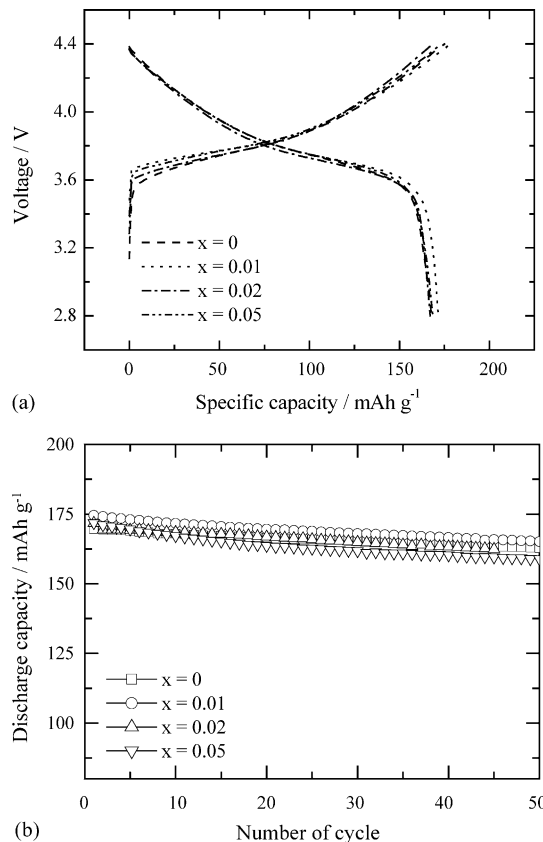 4.4
4.0
3.6
3.2
2.8
Voltage / V
x = 0
x = 0.01
x = 0.02
x = 0.05
0 50 100 150 200
(a) Specific capacity / mAh g⁻¹
200
175
150
125
100
Discharge capacity / mAh g⁻¹
x = 0
x = 0.01
x = 0.02
x = 0.05
0 10 20 30 40 50
(b) Number of cycle